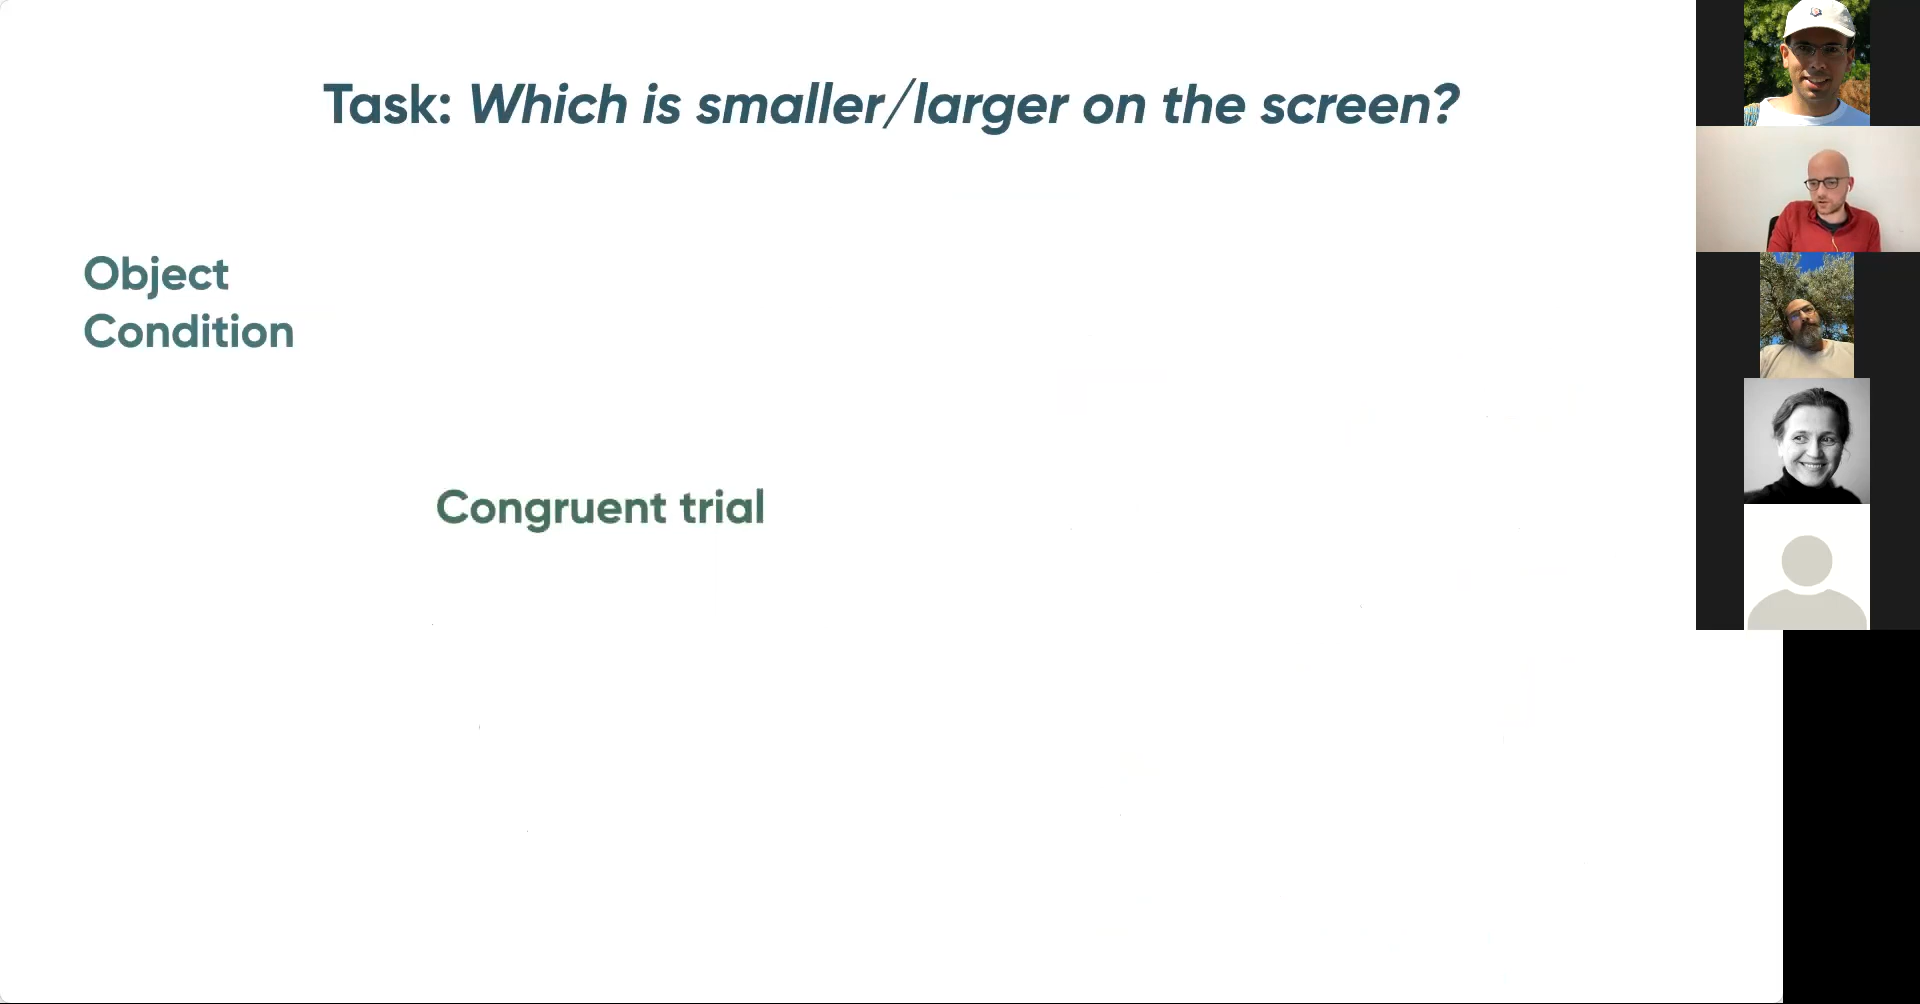 Task: Which is smaller/larger on the screen?
Object
Condition
Congruent trial